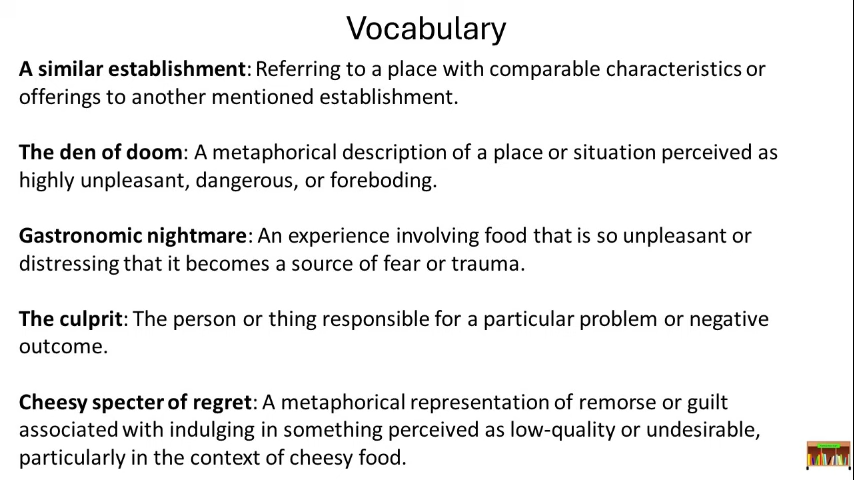 Vocabulary
A similar establishment: Referring to a place with comparable characteristics or
offerings to another mentioned establishment.
The den of doom: A metaphorical description of a place or situation perceived as
highly unpleasant, dangerous, or foreboding.
Gastronomic nightmare: An experience involving food that is so unpleasant or
distressing that it becomes a source of fear or trauma.
The culprit: The person or thing responsible for a particular problem or negative
outcome.
Cheesy specter of regret: A metaphorical representation of remorse or guilt
associated with indulging in something perceived as low-quality or undesirable,
particularly in the context of cheesy food.